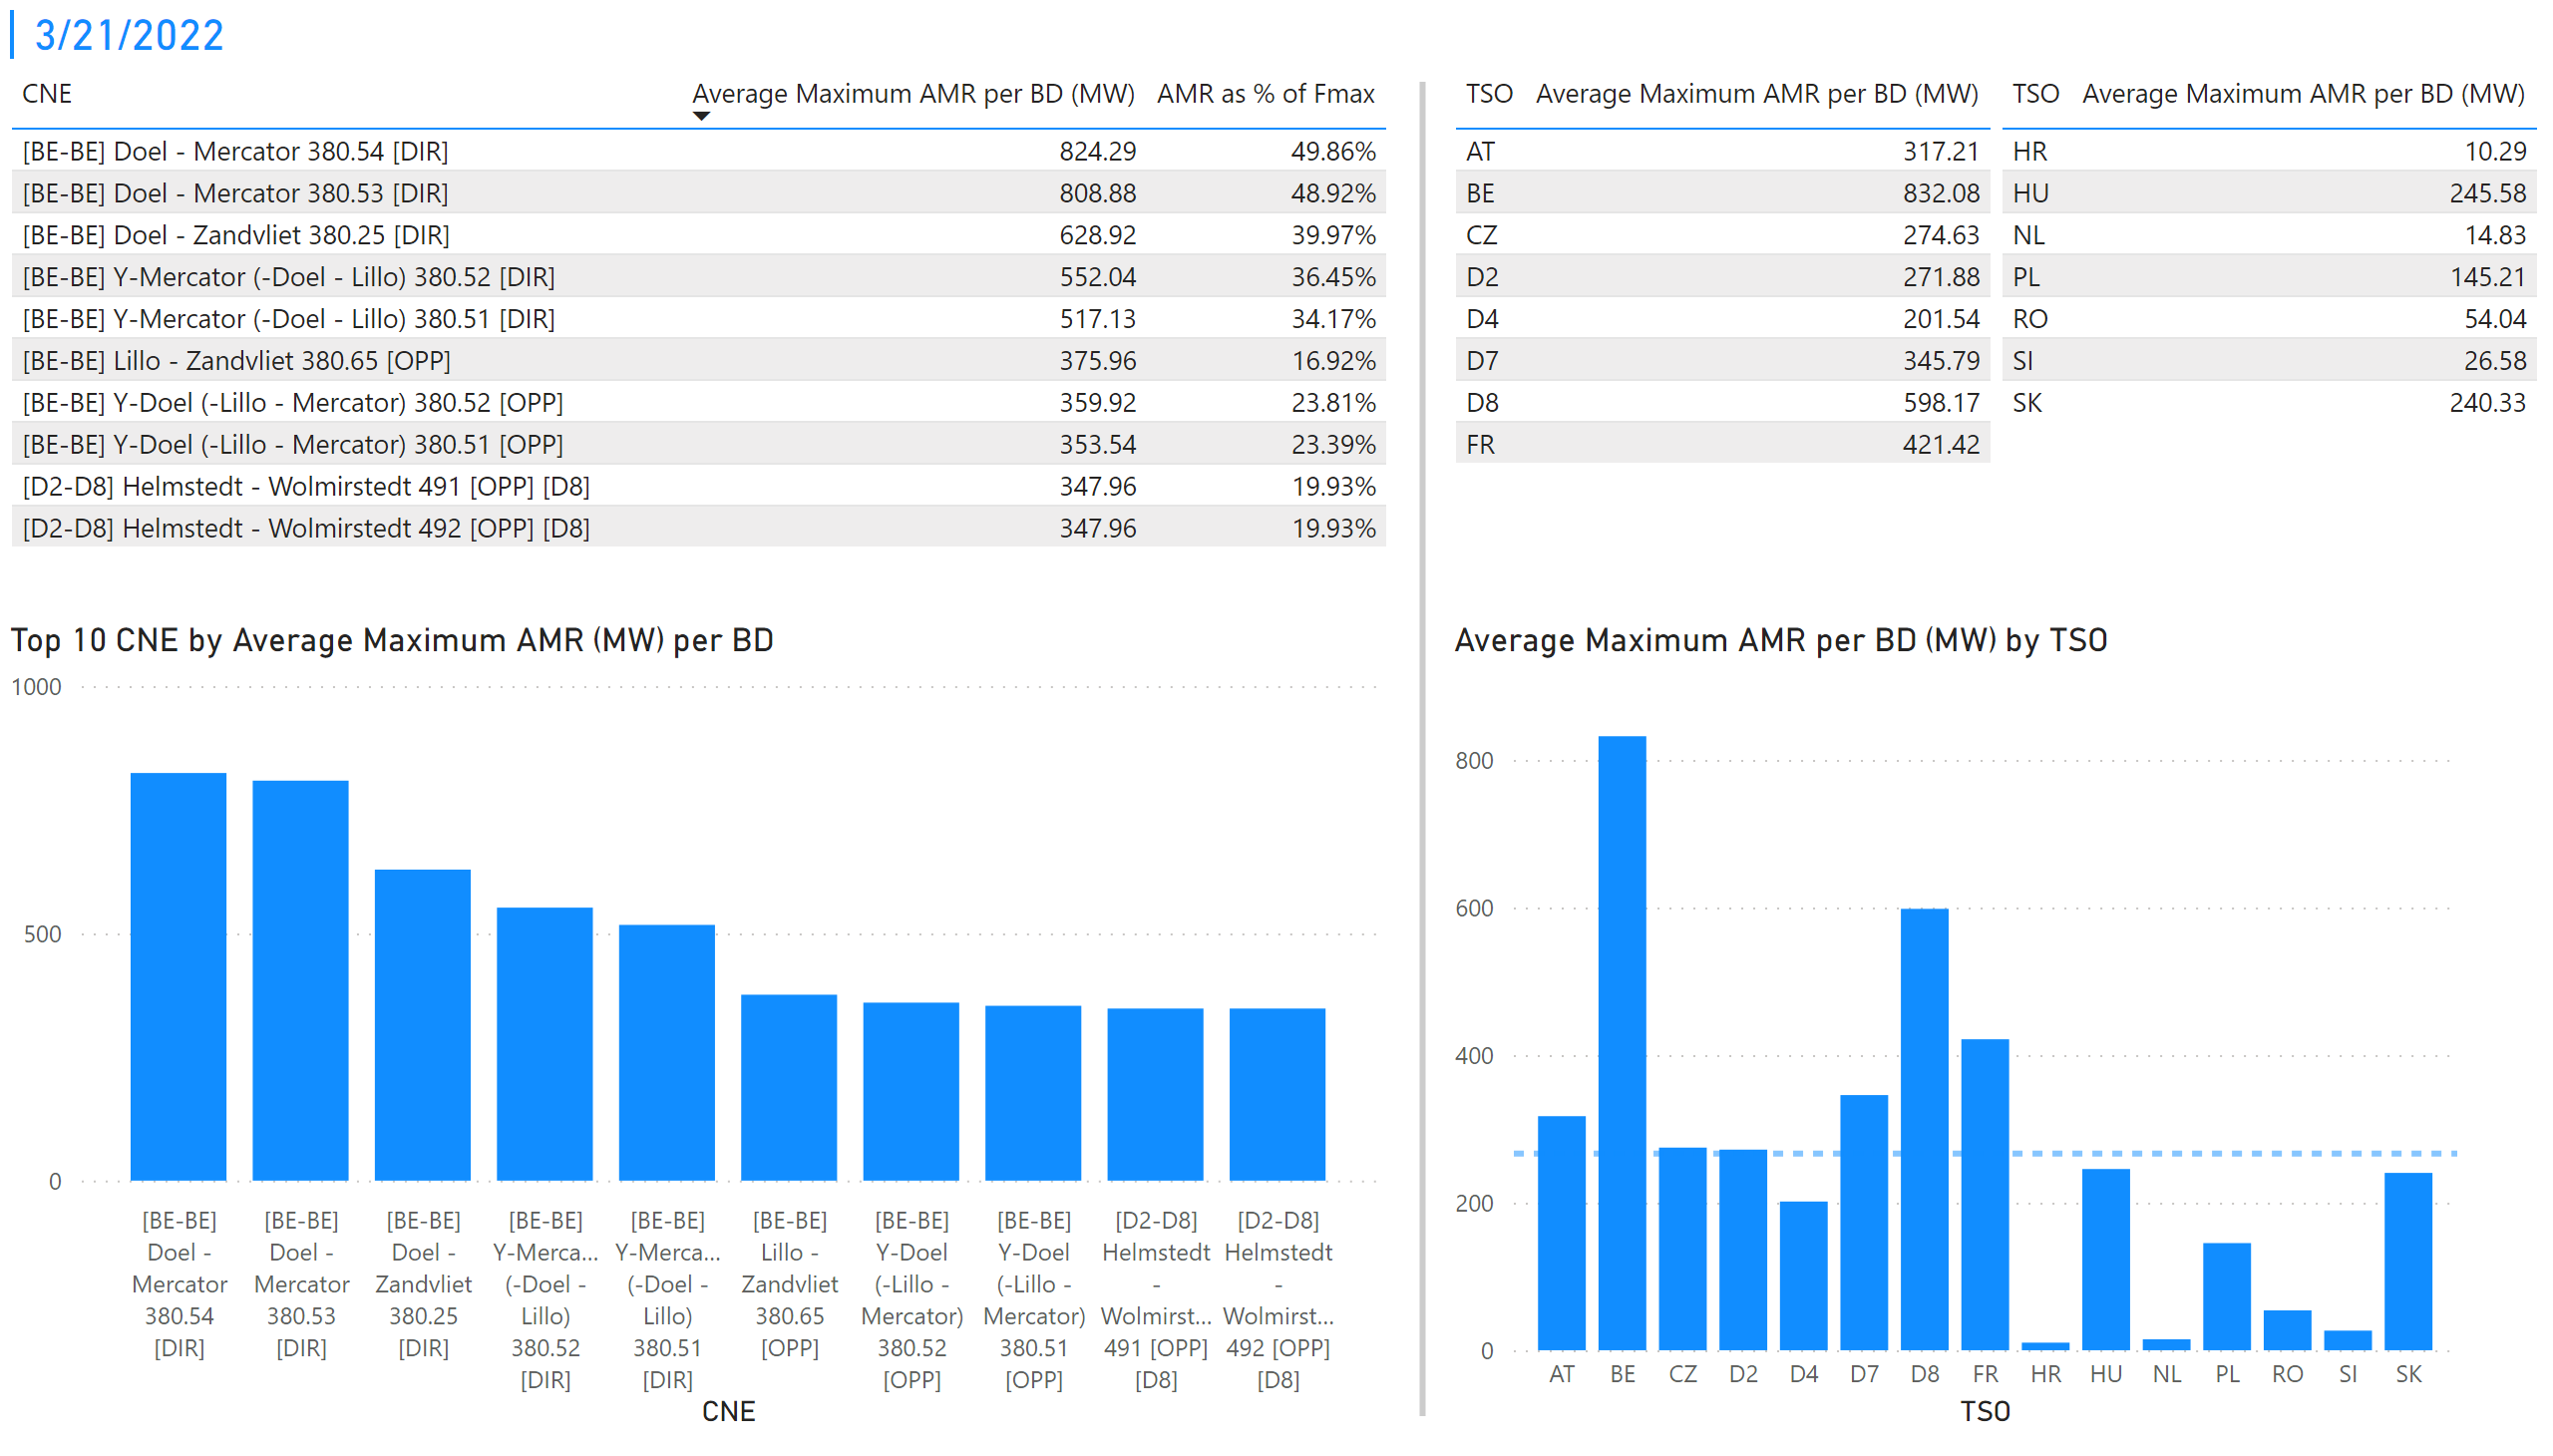 3/21/2022
CNE Average Maximum AMR per BD (MW) AMR as % of Fmax
[BE-BE] Doel - Mercator 380.54 [DIR] 824.29 49.86%
[BE-BE] Doel - Mercator 380.53 [DIR] 808.88 48.92%
[BE-BE] Doel - Zandvliet 380.25 [DIR] 628.92 39.97%
[BE-BE] Y-Mercator (-Doel - Lillo) 380.52 [DIR] 552.04 36.45%
[BE-BE] Y-Mercator (-Doel - Lillo) 380.51 [DIR] 517.13 34.17%
[BE-BE] Lillo - Zandvliet 380.65 [OPP] 375.96 16.92%
[BE-BE] Y-Doel (-Lillo - Mercator) 380.52 [OPP] 359.92 23.81%
[BE-BE] Y-Doel (-Lillo - Mercator) 380.51 [OPP] 353.54 23.39%
[D2-D8] Helmstedt - Wolmirstedt 491 [OPP] [D8] 347.96 19.93%
[D2-D8] Helmstedt - Wolmirstedt 492 [OPP] [D8] 347.96 19.93%
TSO Average Maximum AMR per BD (MW)
AT 317.21
BE 832.08
CZ 274.63
D2 271.88
D4 201.54
D7 345.79
D8 598.17
FR 421.42
TSO Average Maximum AMR per BD (MW)
HR 10.29
HU 245.58
NL 14.83
PL 145.21
RO 54.04
SI 26.58
SK 240.33
Top 10 CNE by Average Maximum AMR (MW) per BD
1000
500
0
[BE-BE]
Doel -
Mercator
380.54
[DIR]
[BE-BE]
Doel -
Mercator
380.53
[DIR]
[BE-BE]
Doel -
Zandvliet
380.25
[DIR]
[BE-BE]
Y-Merca...
(-Doel -
Lillo)
380.52
[DIR]
[BE-BE]
Y-Merca...
(-Doel -
Lillo)
380.51
[DIR]
[BE-BE]
Lillo -
Zandvliet
380.65
[OPP]
[BE-BE]
Y-Doel
(-Lillo -
Mercator)
380.52
[OPP]
[BE-BE]
Y-Doel
(-Lillo -
Mercator)
380.51
[OPP]
[D2-D8]
Helmstedt
-
Wolmirst...
491 [OPP]
[D8]
[D2-D8]
Helmstedt
-
Wolmirst...
492 [OPP]
[D8]
CNE
Average Maximum AMR per BD (MW) by TSO
800
600
400
200
0
AT BE CZ D2 D4 D7 D8 FR HR HU NL PL RO SI SK
TSO